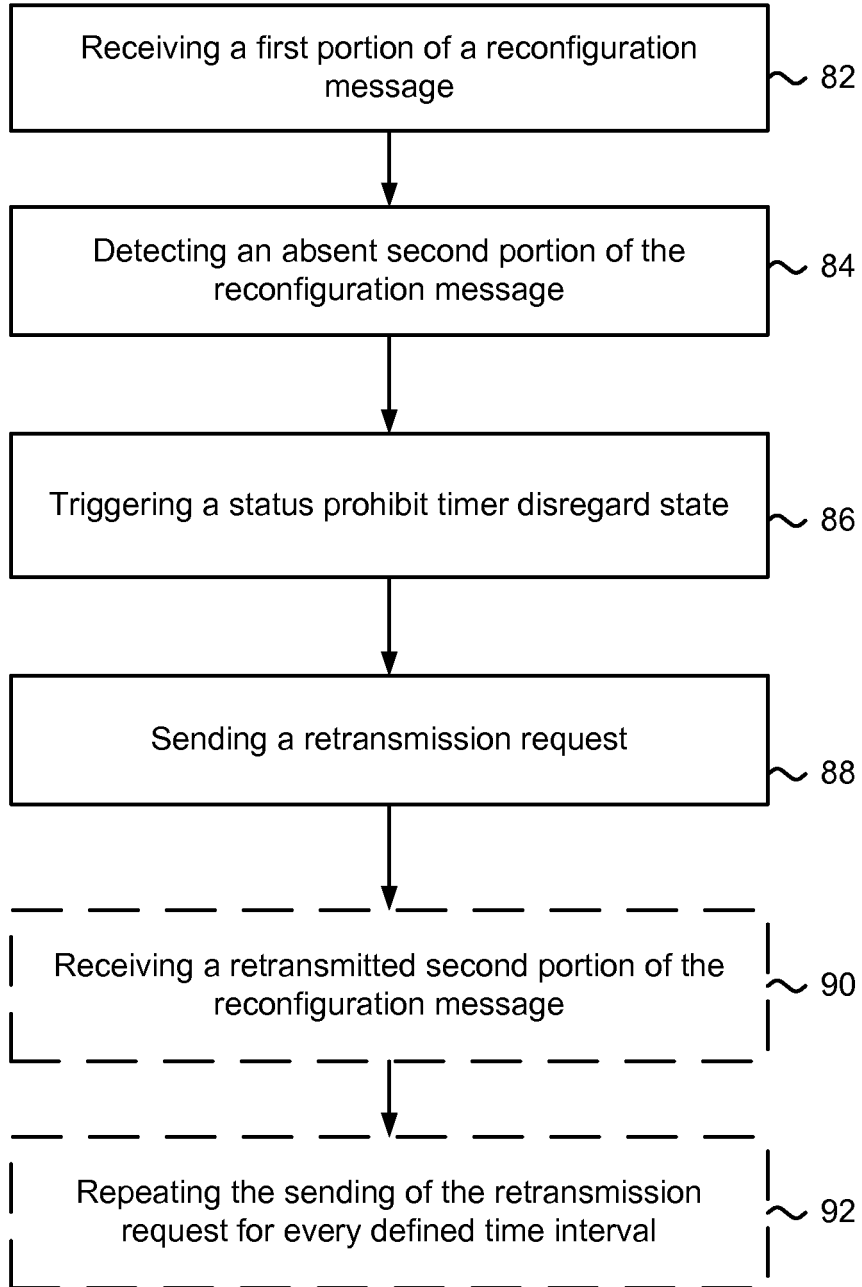 Receiving a first portion of a reconfiguration
message
82
Detecting an absent second portion of the
reconfiguration message
84
Triggering a status prohibit timer disregard state
86
Sending a retransmission request
88
Receiving a retransmitted second portion of the
reconfiguration message
90
Repeating the sending of the retransmission
request for every defined time interval
92